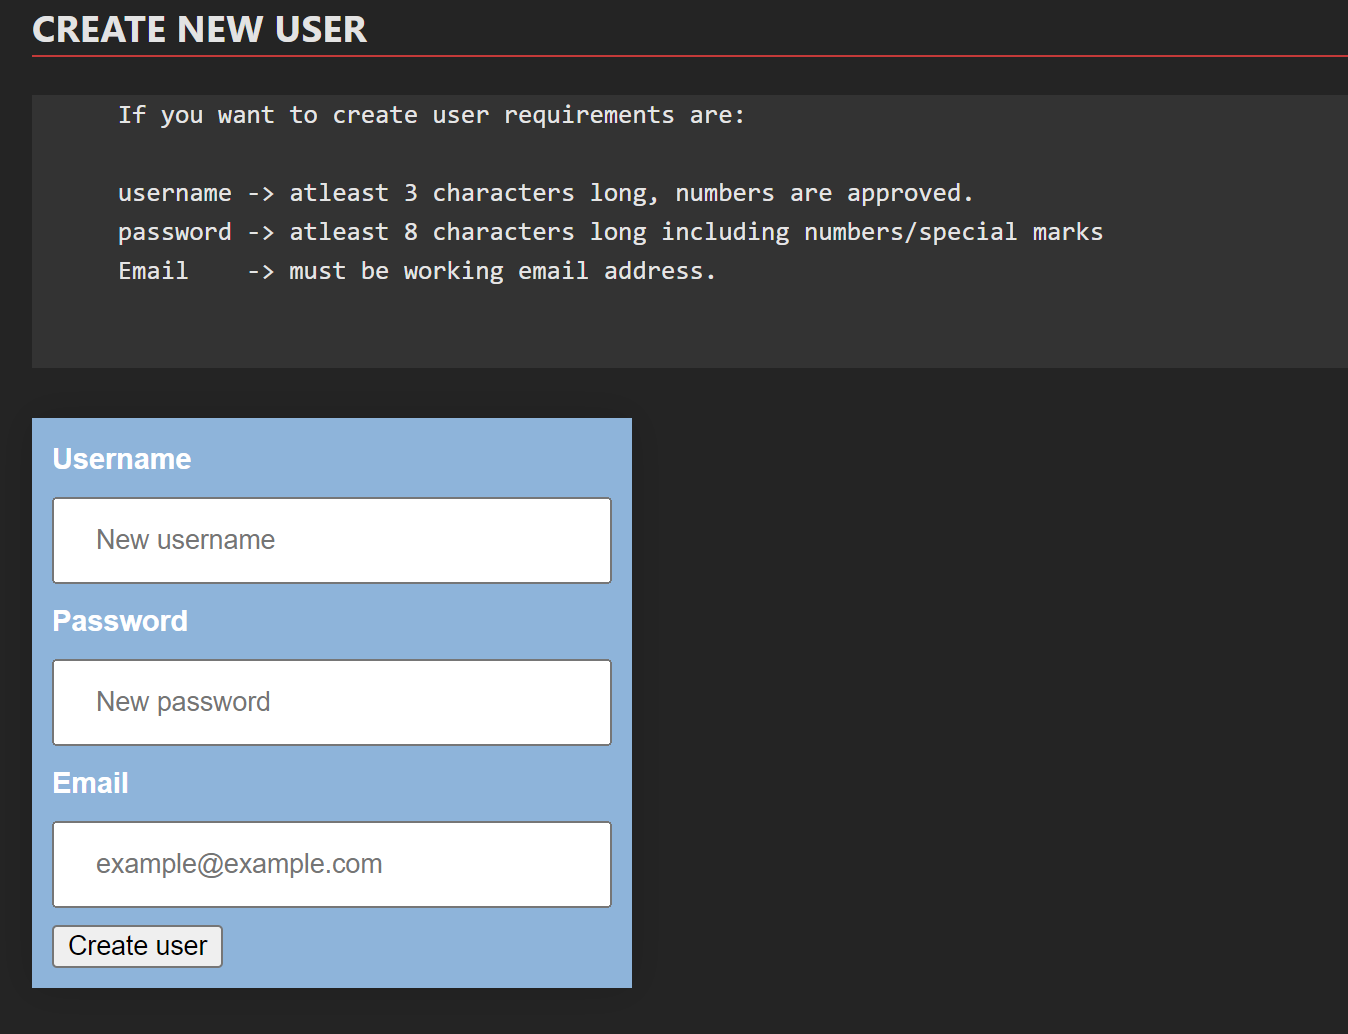 CREATE NEW USER
If you want to create user requirements are:
username -> atleast 3 characters long, numbers are approved.
password -> atleast 8 characters long including numbers/special marks
Email    -> must be working email address.
Username
New username
Password
New password
Email
example@example.com
Create user